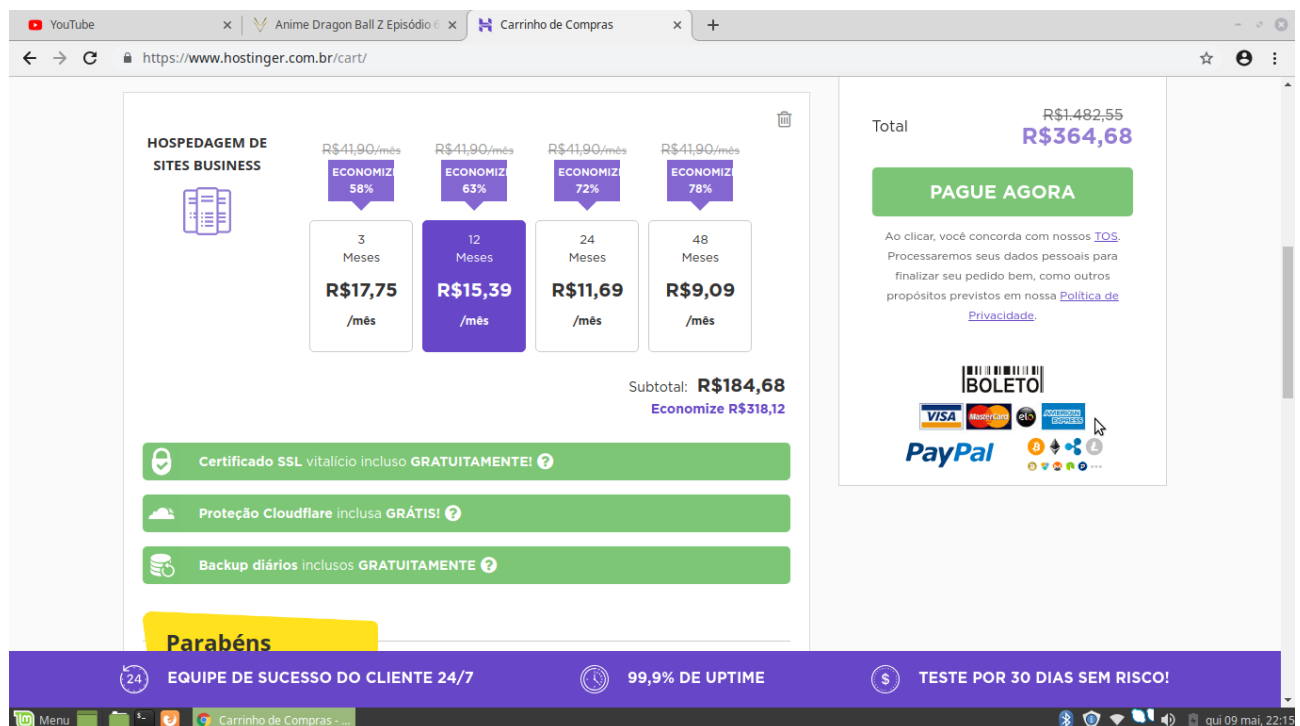 YouTube
Anime Dragon Ball Z Episódio 6
Carrinho de Compras
https://www.hostinger.com.br/cart/
HOSPEDAGEM DE
SITES BUSINESS
R$41,90/mês R$41,90/mês R$41,90/mês R$41,90/mês
ECONOMIZE ECONOMIZE ECONOMIZE ECONOMIZE
58% 63% 72% 78%
3 12 24 48
Meses Meses Meses Meses
R$17,75 R$15,39 R$11,69 R$9,09
/mês /mês /mês /mês
Subtotal: R$184,68
Economize R$318,12
Certificado SSL vitalício incluso GRATUITAMENTE! ?
Proteção Cloudflare inclusa GRÁTIS! ?
Backup diários inclusos GRATUITAMENTE ?
Parabéns
R$1.482,55
Total R$364,68
PAGUE AGORA
Ao clicar, você concorda com nossos TOS.
Processaremos seus dados pessoais para
finalizar seu pedido bem, como outros
propósitos previstos em nossa Política de
Privacidade.
BOLETO
VISA MasterCard elo AMERICAN EXPRESS
PayPal
24 EQUIPE DE SUCESSO DO CLIENTE 24/7
99,9% DE UPTIME
$ TESTE POR 30 DIAS SEM RISCO!
Menu
Carrinho de Compras - ...
qui 09 mai, 22:15